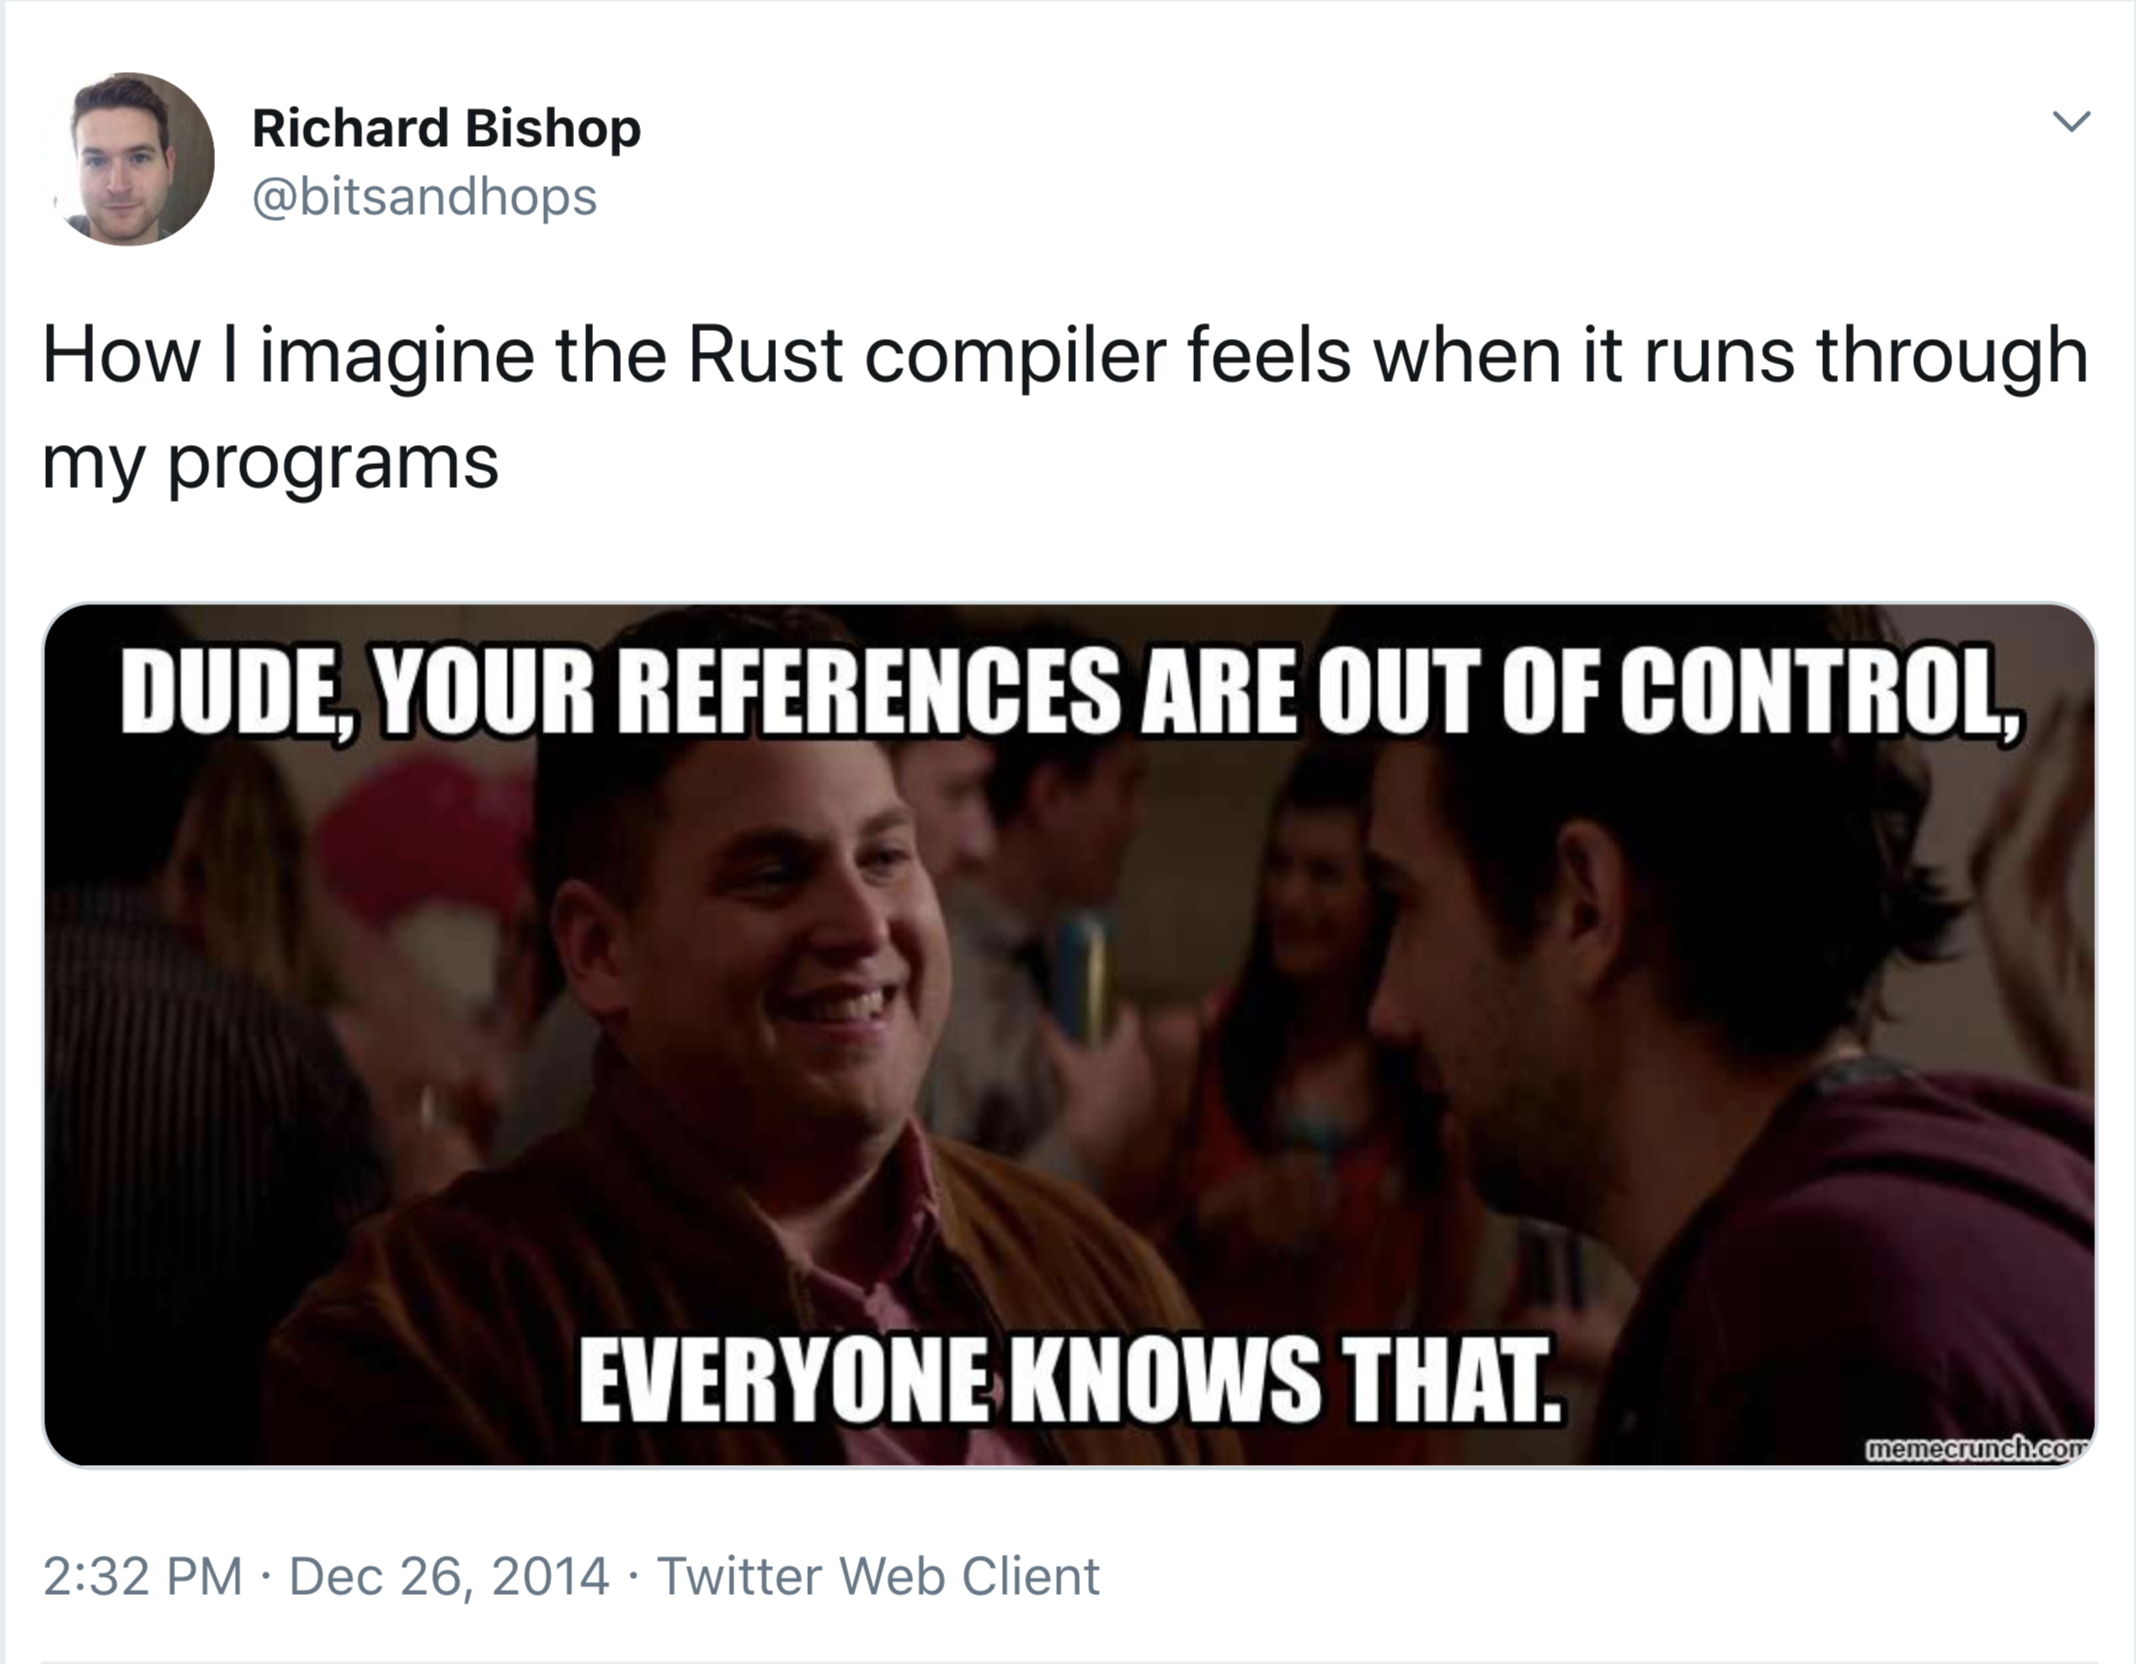 Richard Bishop
@bitsandhops
How I imagine the Rust compiler feels when it runs through
my programs
DUDE, YOUR REFERENCES ARE OUT OF CONTROL,
EVERYONE KNOWS THAT.
memecrunch.com
2:32 PM · Dec 26, 2014 · Twitter Web Client